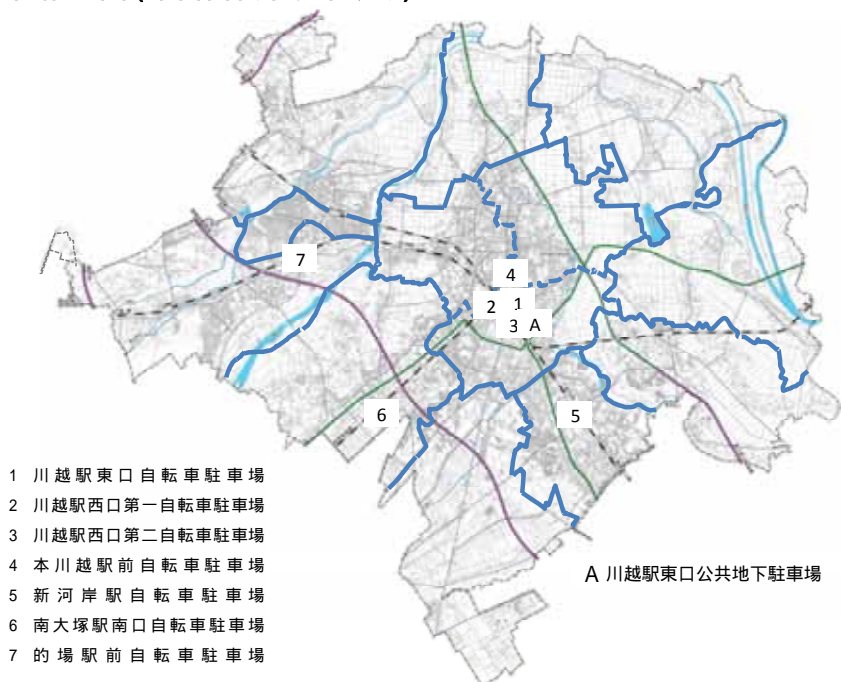 7
4
2
1
3
A
6
5
1 川越駅東口自転車駐車場
2 川越駅西口第一自転車駐車場
3 川越駅西口第二自転車駐車場
4 本川越駅前自転車駐車場
5 新河岸駅自転車駐車場
6 南大塚駅南口自転車駐車場
7 的場駅前自転車駐車場
A 川越駅東口公共地下駐車場